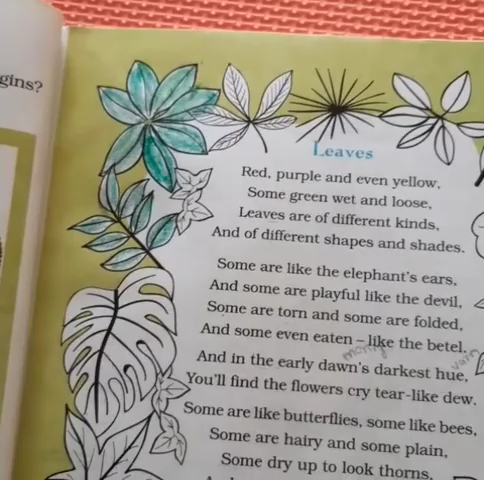 gins?
Leaves
Red, purple and even yellow,
Some green wet and loose,
Leaves are of different kinds,
And of different shapes and shades.
Some are like the elephant's ears,
And some are playful like the devil,
Some are torn and some are folded,
And some even eaten – like the betel,
And in the early dawn's darkest hue,
You'll find the flowers cry tear-like dew.
Some are like butterflies, some like bees,
Some are hairy and some plain,
Some dry up to look thorns,